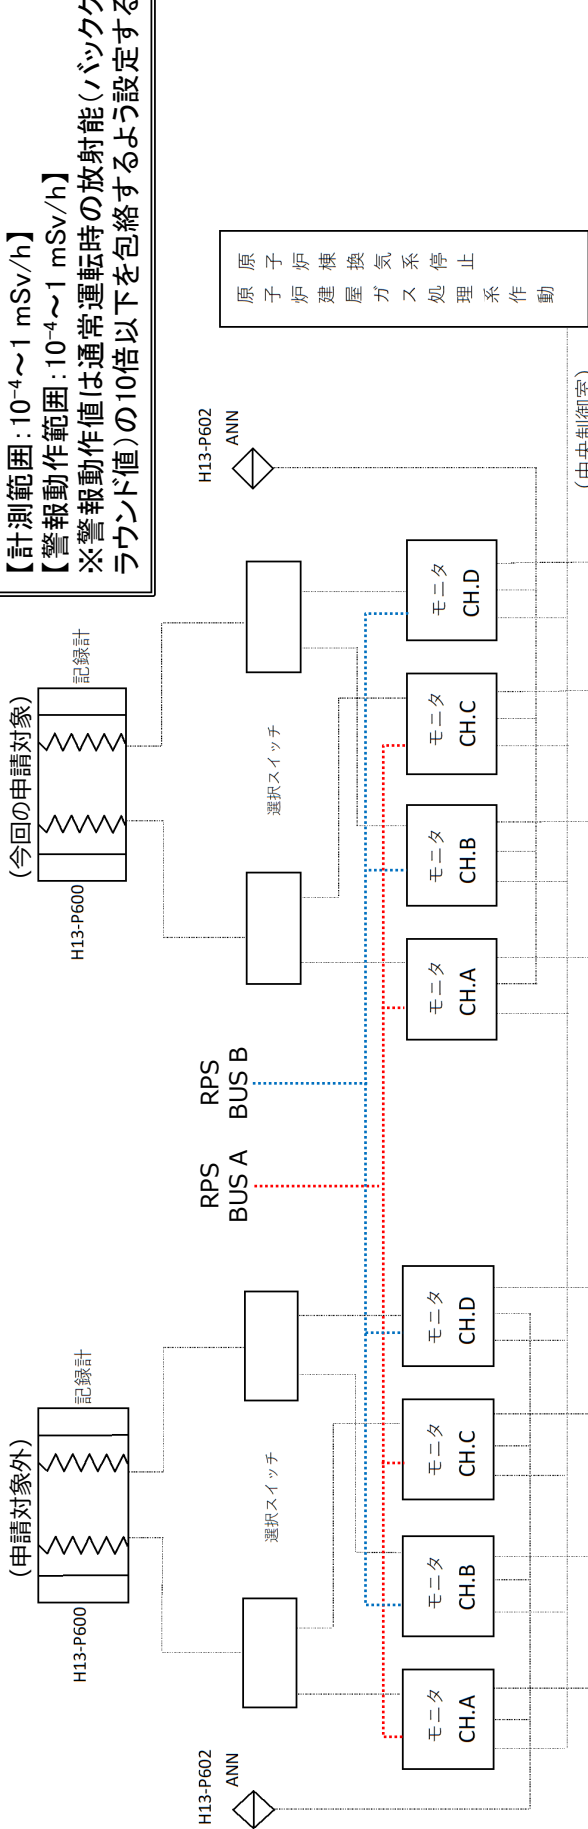 【計測範囲:10⁻⁴～1 mSv/h】
【警報動作範囲:10⁻⁴～1 mSv/h】
※警報動作値は通常運転時の放射能(バックグ
ラウンド値)の10倍以下を包絡するよう設定する
(申請対象外)
H13-P600
記録計
(今回の申請対象)
H13-P600
記録計
H13-P602
ANN
選択スイッチ
RPS
BUS A
RPS
BUS B
選択スイッチ
H13-P602
ANN
原子炉棟換気系停止
原子炉建屋ガス処理系作動
モニタ
CH.A
モニタ
CH.B
モニタ
CH.C
モニタ
CH.D
モニタ
CH.A
モニタ
CH.B
モニタ
CH.C
モニタ
CH.D
(中央制御室)